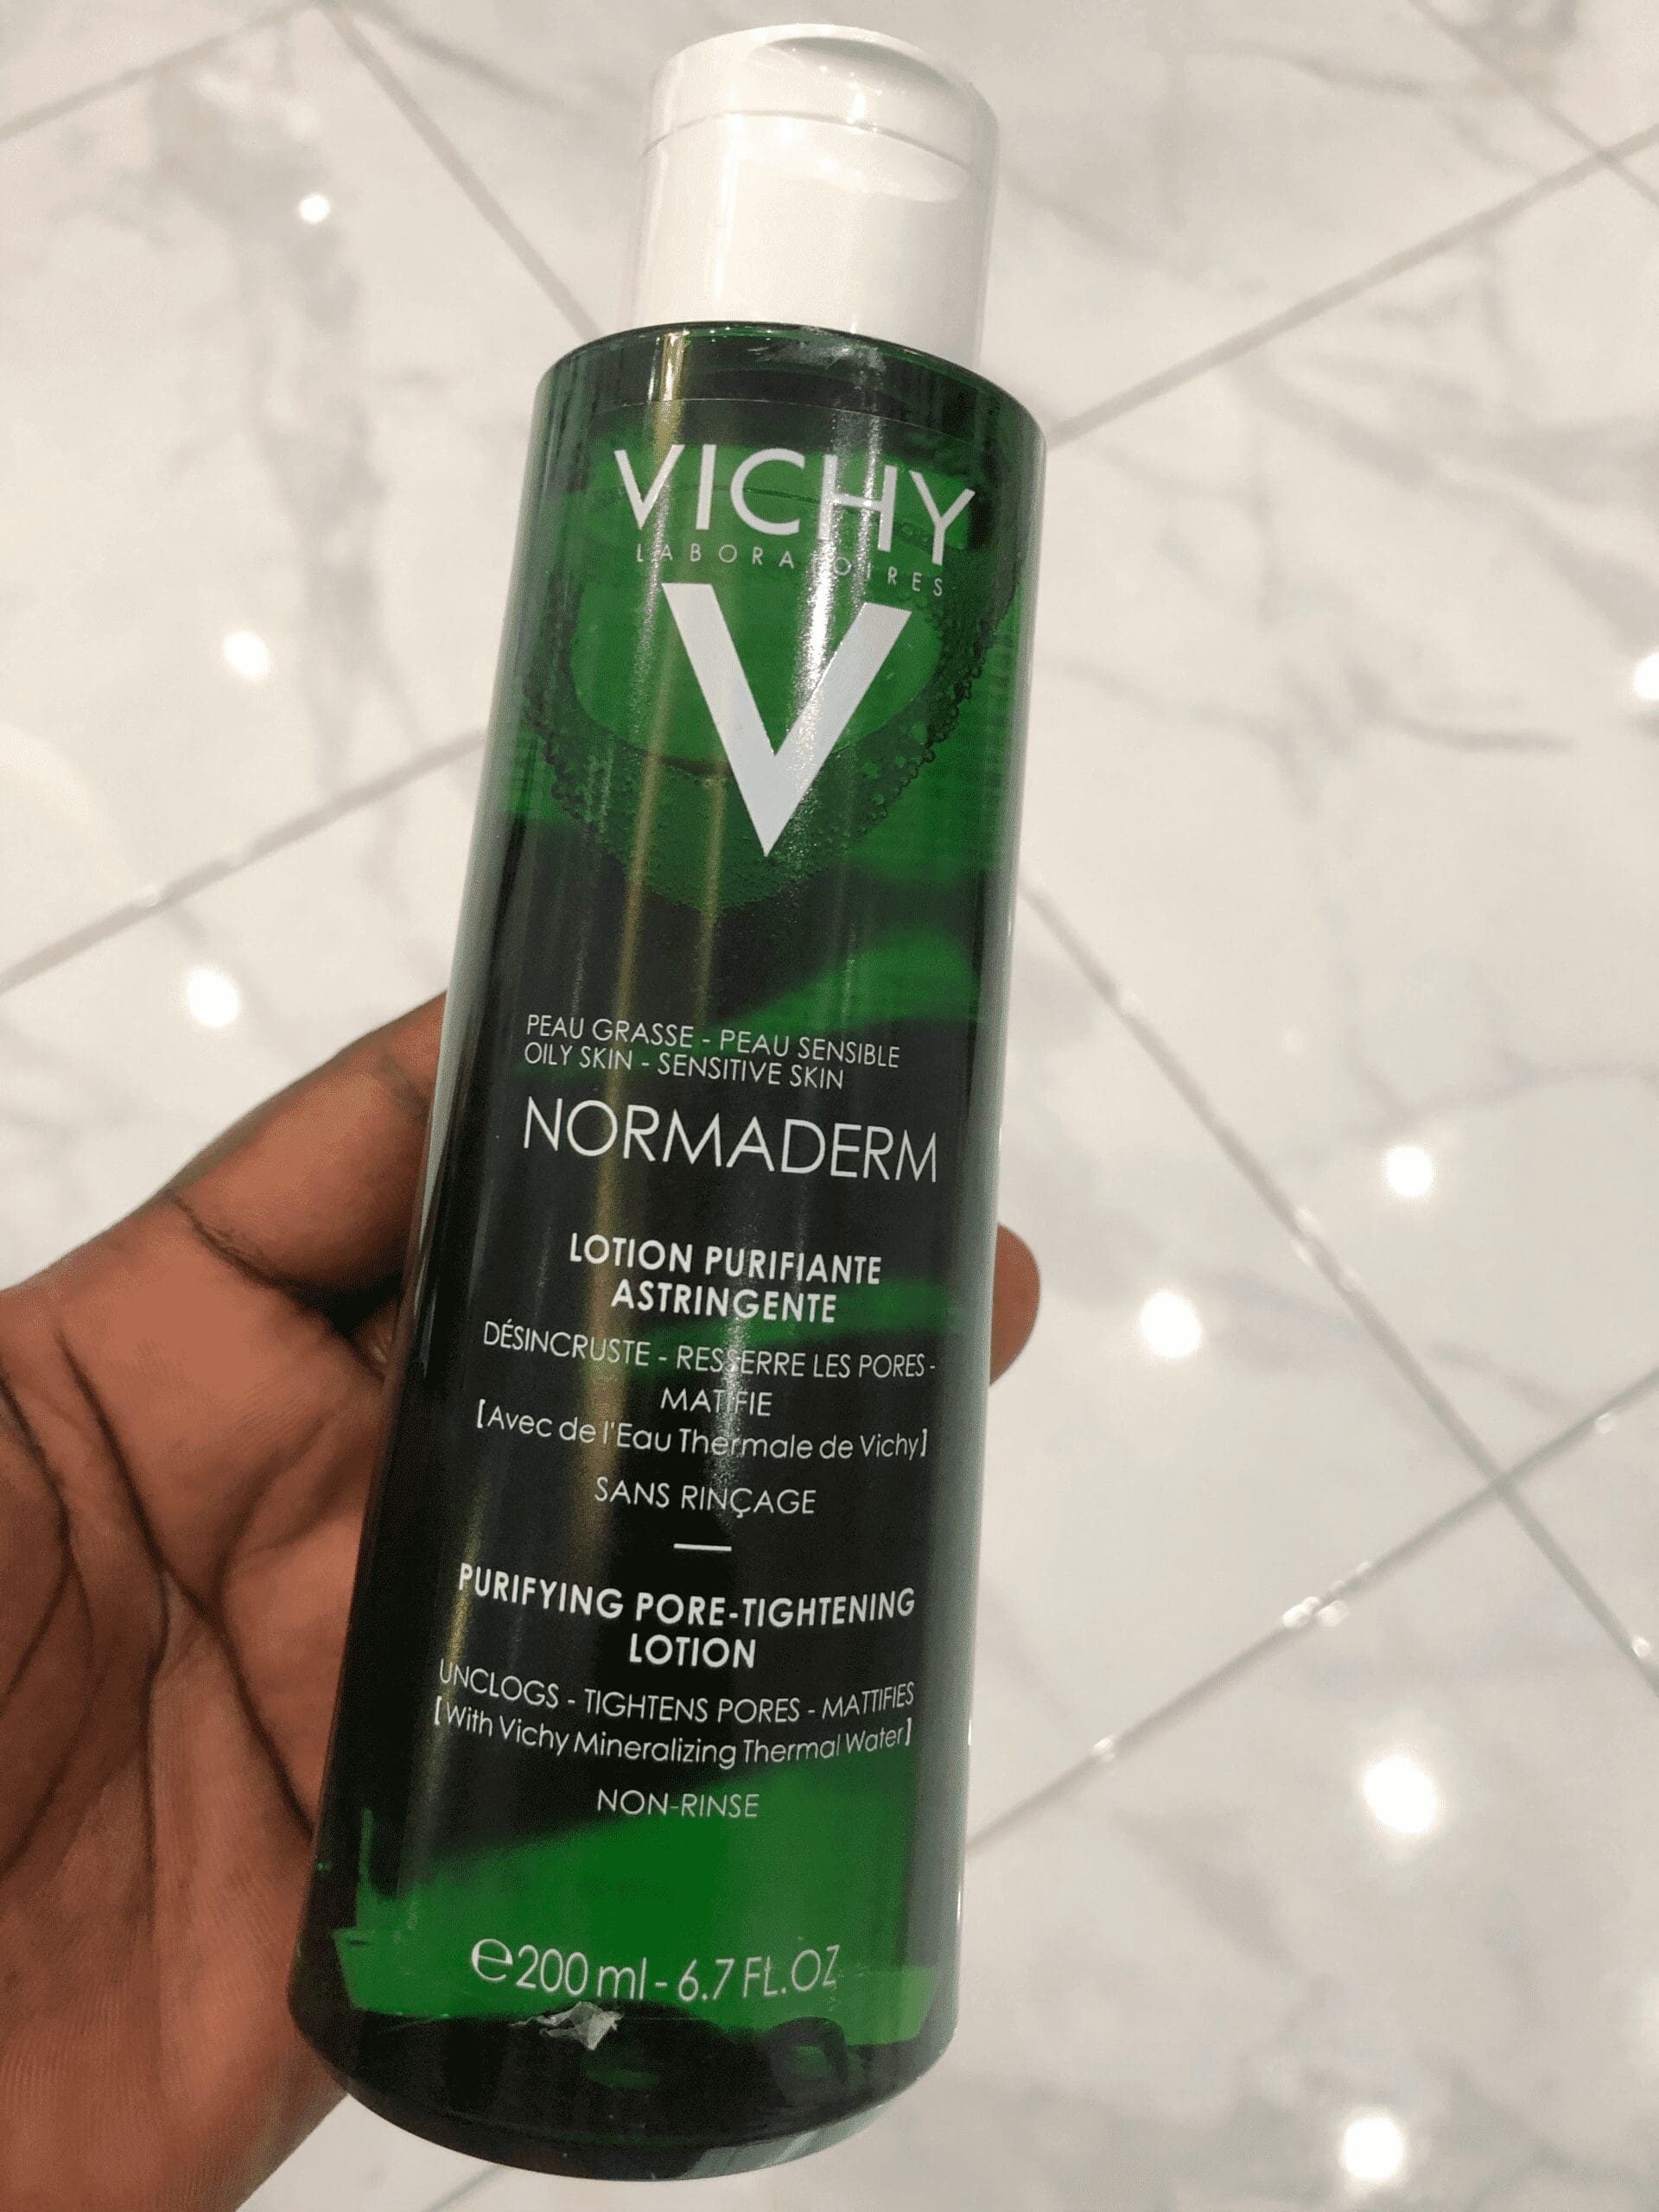 VICHY
LABORATOIRES
V
PEAU GRASSE - PEAU SENSIBLE
OILY SKIN - SENSITIVE SKIN
NORMADERM
LOTION PURIFIANTE
ASTRINGENTE
DÉSINCRUSTE - RESSERRE LES PORES -
MATIFIE
[Avec de l'Eau Thermale de Vichy]
SANS RINÇAGE
PURIFYING PORE-TIGHTENING
LOTION
UNCLOGS - TIGHTENS PORES - MATTIFIES
[With Vichy Mineralizing Thermal Water]
NON-RINSE
℮200 ml - 6.7 FL.OZ